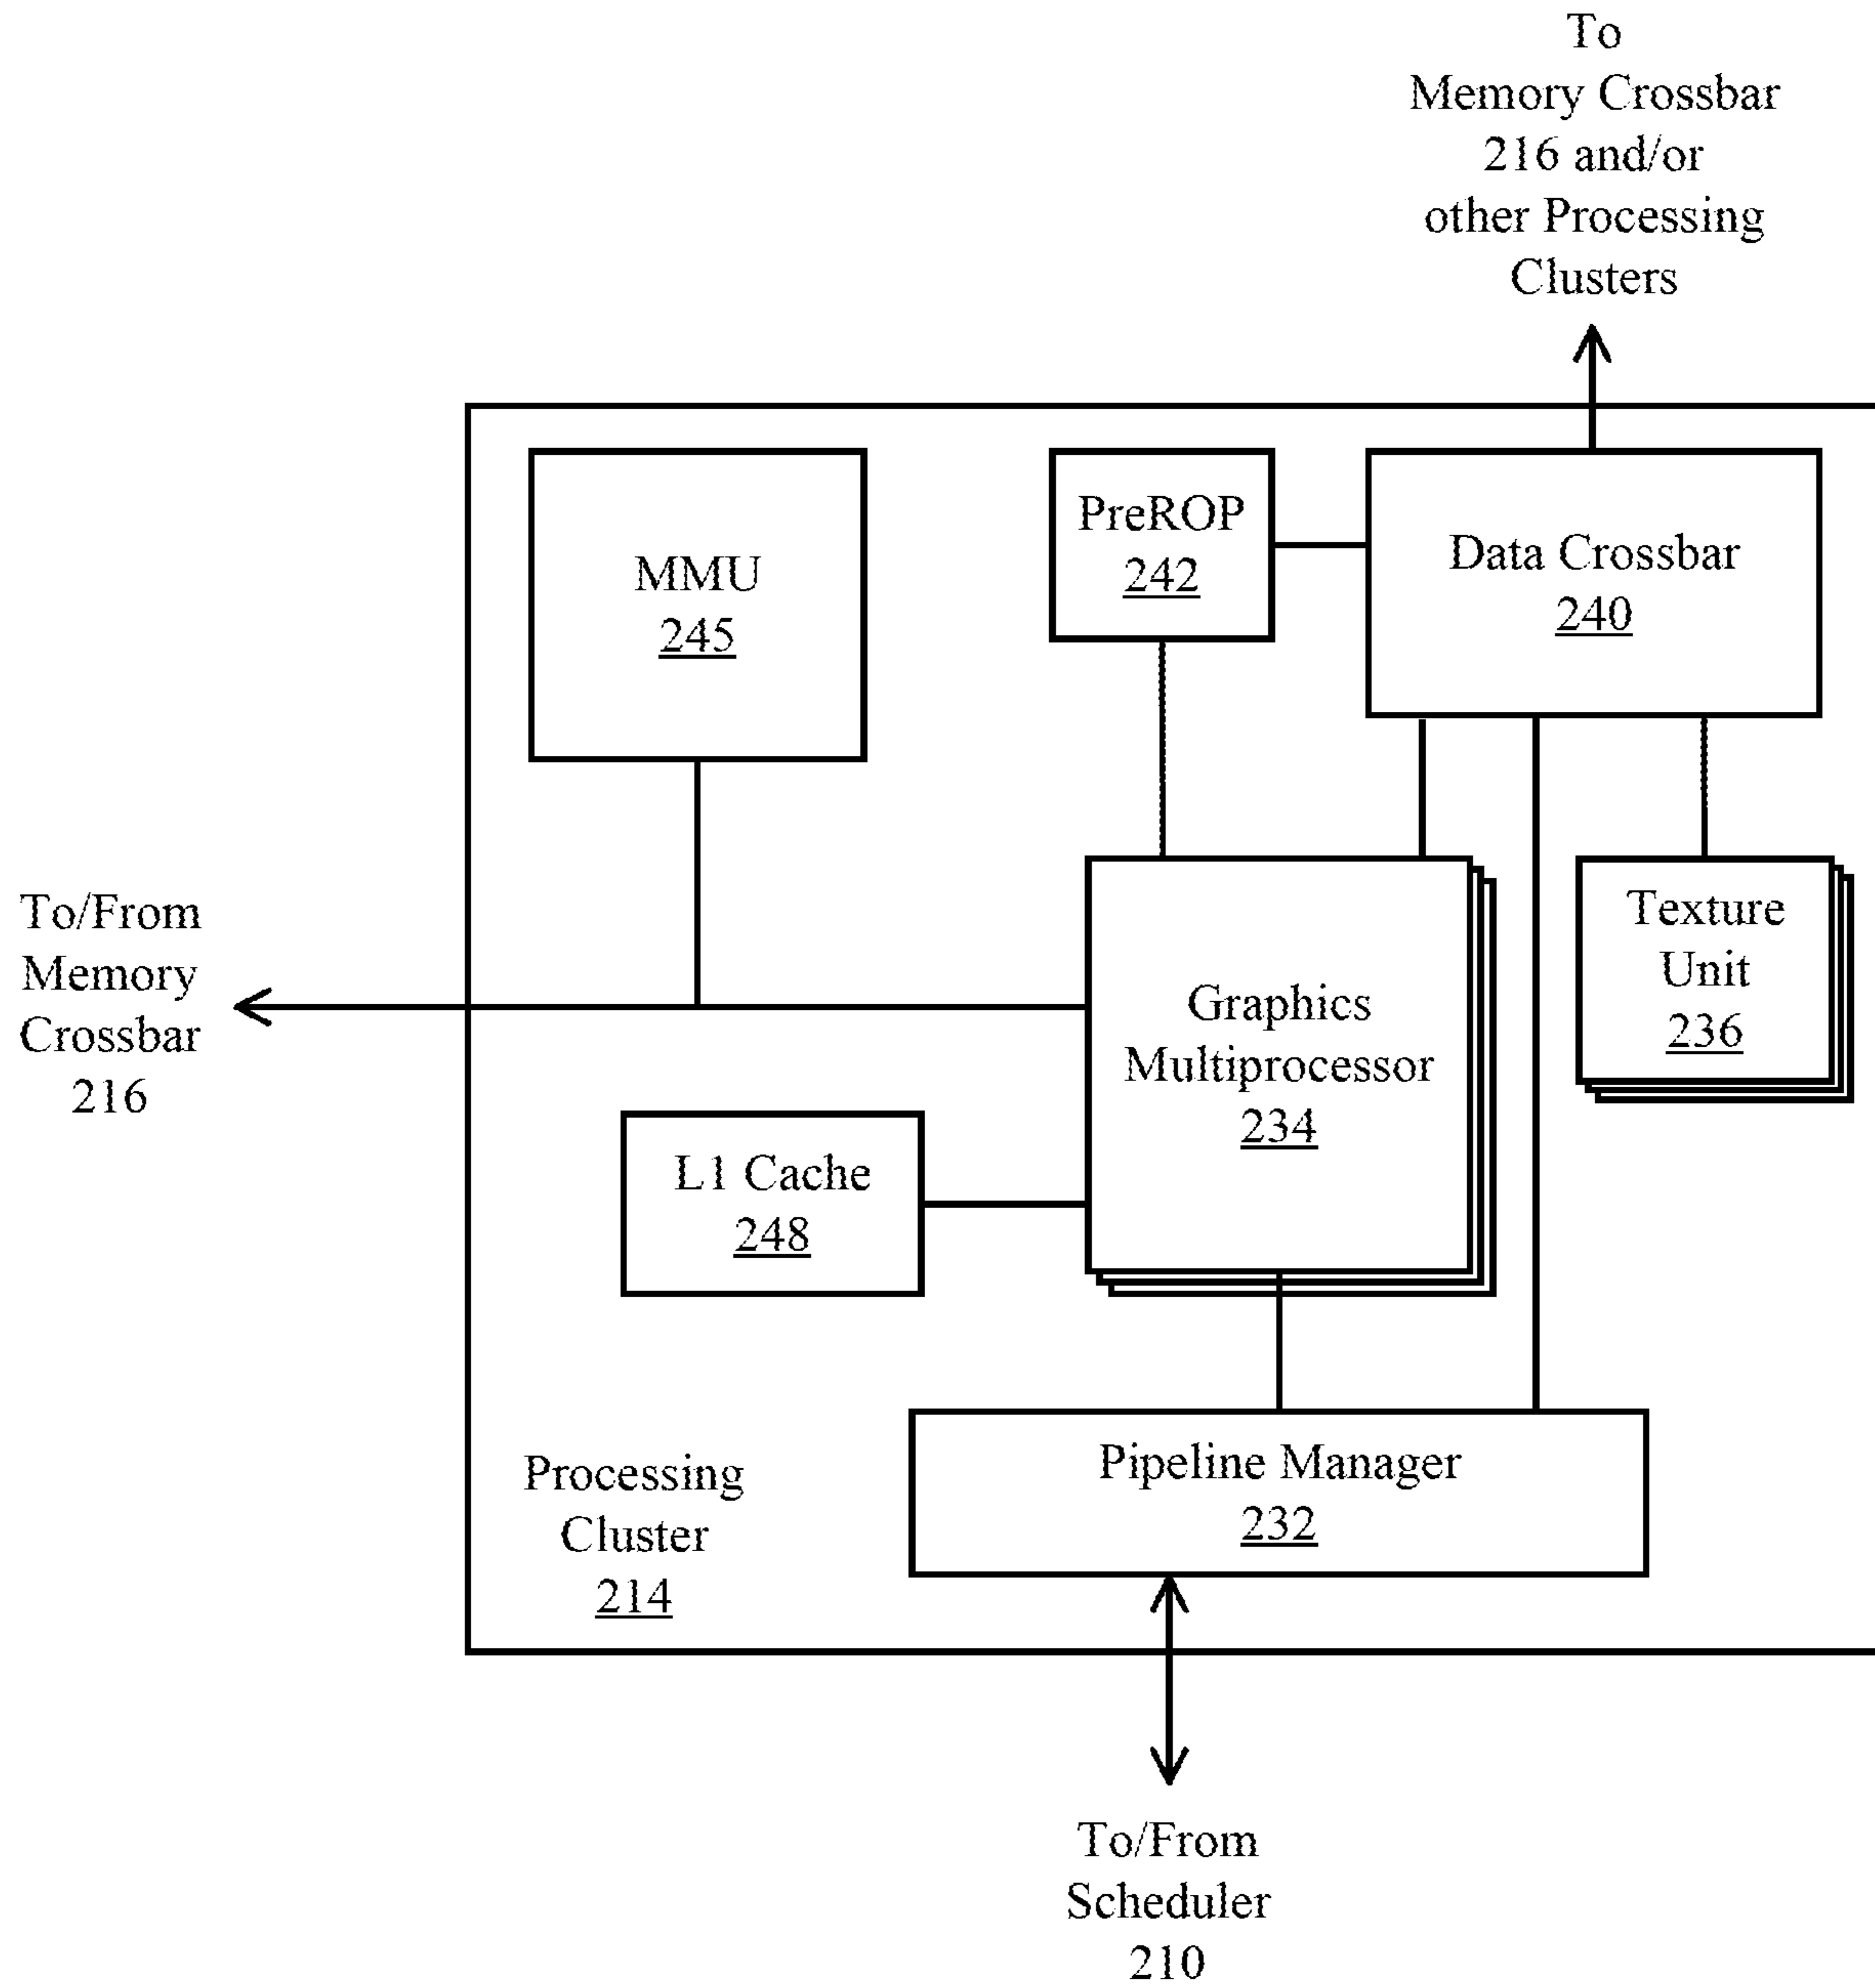 To
Memory Crossbar
216 and/or
other Processing
Clusters
MMU
245
PreROP
242
Data Crossbar
240
To/From
Memory
Crossbar
216
Graphics
Multiprocessor
234
Texture
Unit
236
L1 Cache
248
Processing
Cluster
214
Pipeline Manager
232
To/From
Scheduler
210